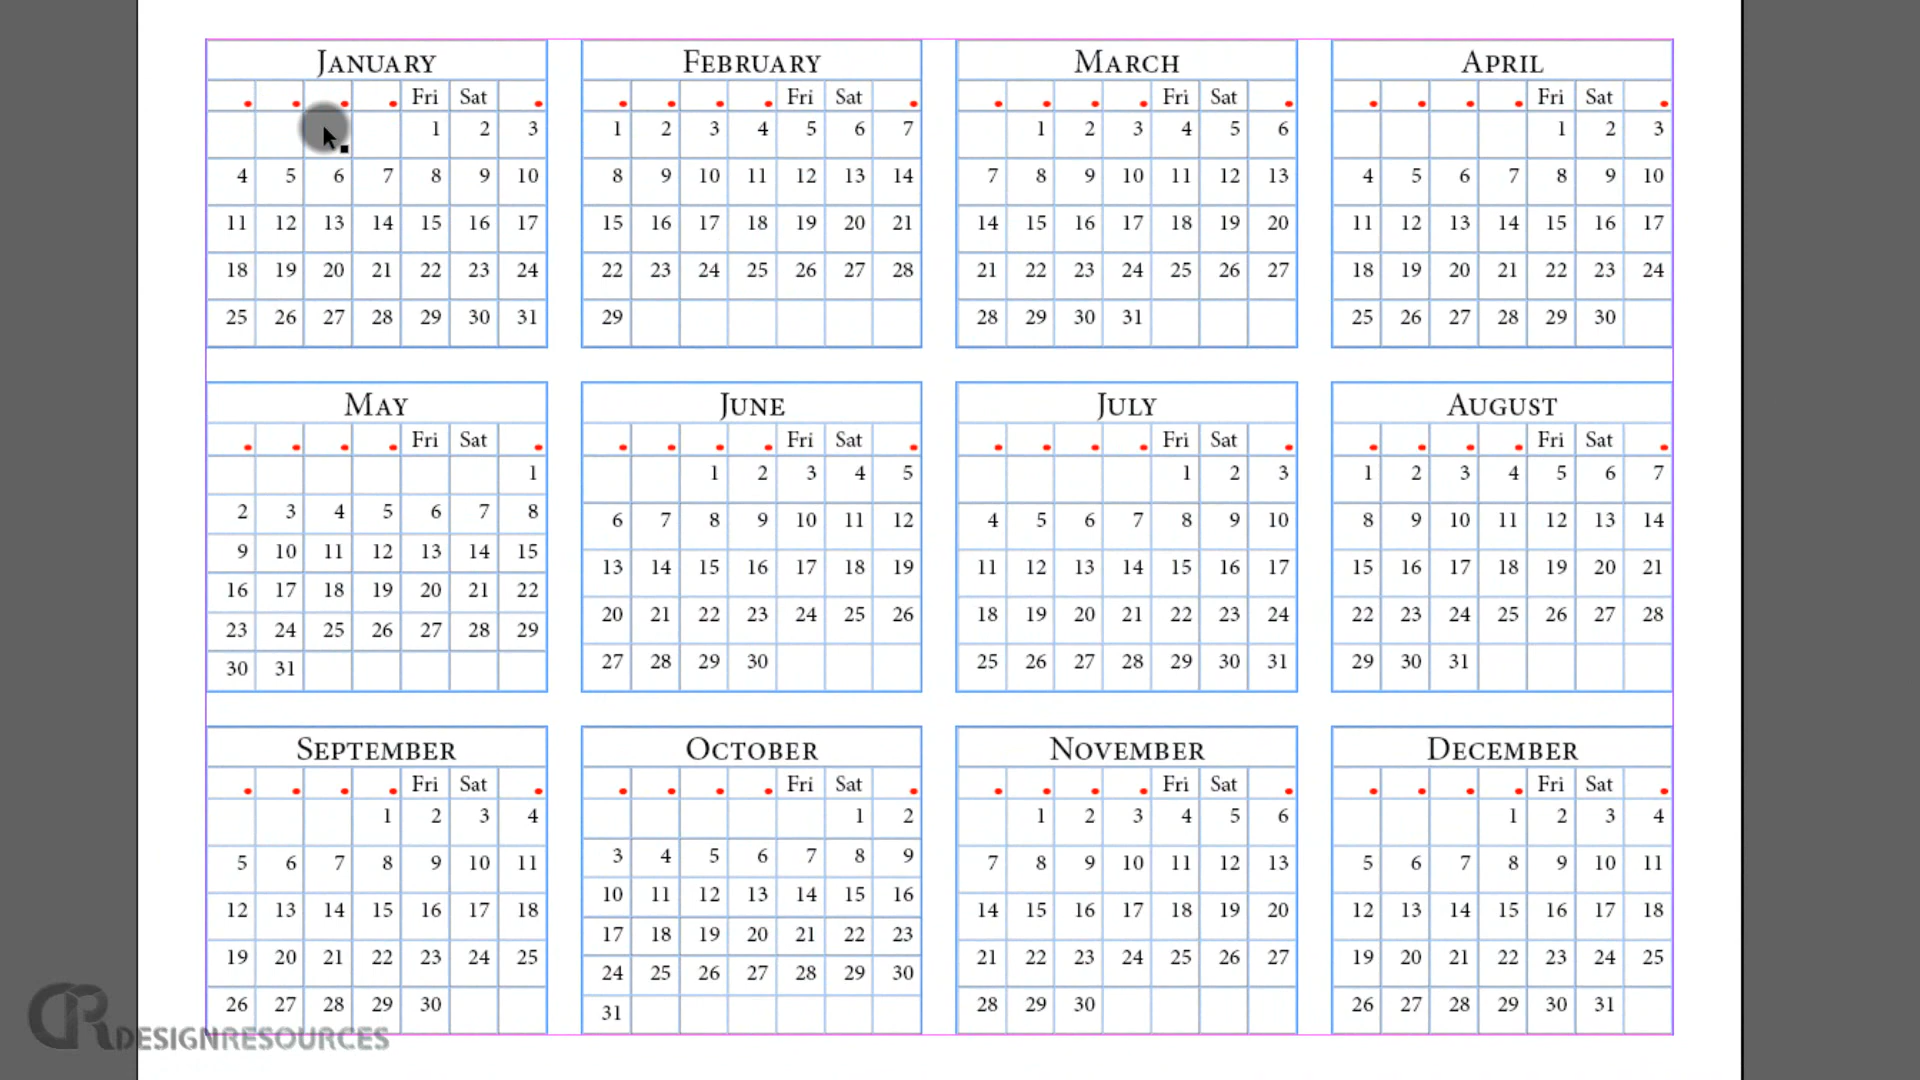 JANUARY
Fri Sat
1 2 3
4 5 6 7 8 9 10
11 12 13 14 15 16 17
18 19 20 21 22 23 24
25 26 27 28 29 30 31
FEBRUARY
Fri Sat
1 2 3 4 5 6 7
8 9 10 11 12 13 14
15 16 17 18 19 20 21
22 23 24 25 26 27 28
29
MARCH
Fri Sat
1 2 3 4 5 6
7 8 9 10 11 12 13
14 15 16 17 18 19 20
21 22 23 24 25 26 27
28 29 30 31
APRIL
Fri Sat
1 2 3
4 5 6 7 8 9 10
11 12 13 14 15 16 17
18 19 20 21 22 23 24
25 26 27 28 29 30
MAY
Fri Sat
1
2 3 4 5 6 7 8
9 10 11 12 13 14 15
16 17 18 19 20 21 22
23 24 25 26 27 28 29
30 31
JUNE
Fri Sat
1 2 3 4 5
6 7 8 9 10 11 12
13 14 15 16 17 18 19
20 21 22 23 24 25 26
27 28 29 30
JULY
Fri Sat
1 2 3
4 5 6 7 8 9 10
11 12 13 14 15 16 17
18 19 20 21 22 23 24
25 26 27 28 29 30 31
AUGUST
Fri Sat
1 2 3 4 5 6 7
8 9 10 11 12 13 14
15 16 17 18 19 20 21
22 23 24 25 26 27 28
29 30 31
SEPTEMBER
Fri Sat
1 2 3 4
5 6 7 8 9 10 11
12 13 14 15 16 17 18
19 20 21 22 23 24 25
26 27 28 29 30
OCTOBER
Fri Sat
1 2
3 4 5 6 7 8 9
10 11 12 13 14 15 16
17 18 19 20 21 22 23
24 25 26 27 28 29 30
31
NOVEMBER
Fri Sat
1 2 3 4 5 6
7 8 9 10 11 12 13
14 15 16 17 18 19 20
21 22 23 24 25 26 27
28 29 30
DECEMBER
Fri Sat
1 2 3 4
5 6 7 8 9 10 11
12 13 14 15 16 17 18
19 20 21 22 23 24 25
26 27 28 29 30 31
DR DESIGNRESOURCES